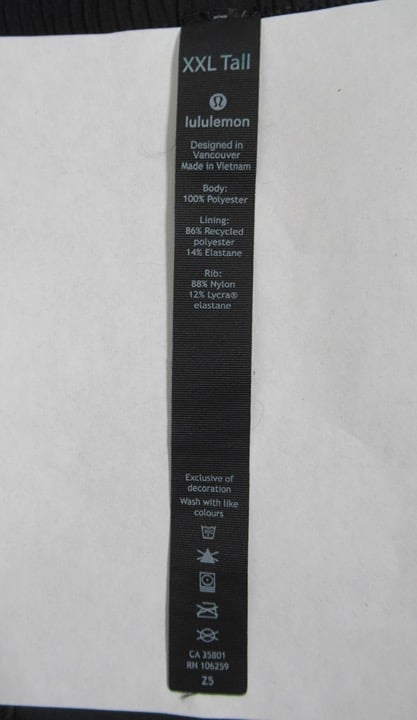 XXL Tall
lululemon
Designed in
Vancouver
Made in Vietnam
Body:
100% Polyester
Lining:
86% Recycled
polyester
14% Elastane
Rib:
88% Nylon
12% Lycra®
elastane
Exclusive of
decoration
Wash with like
colours
CA 35801
RN 106259
Z5